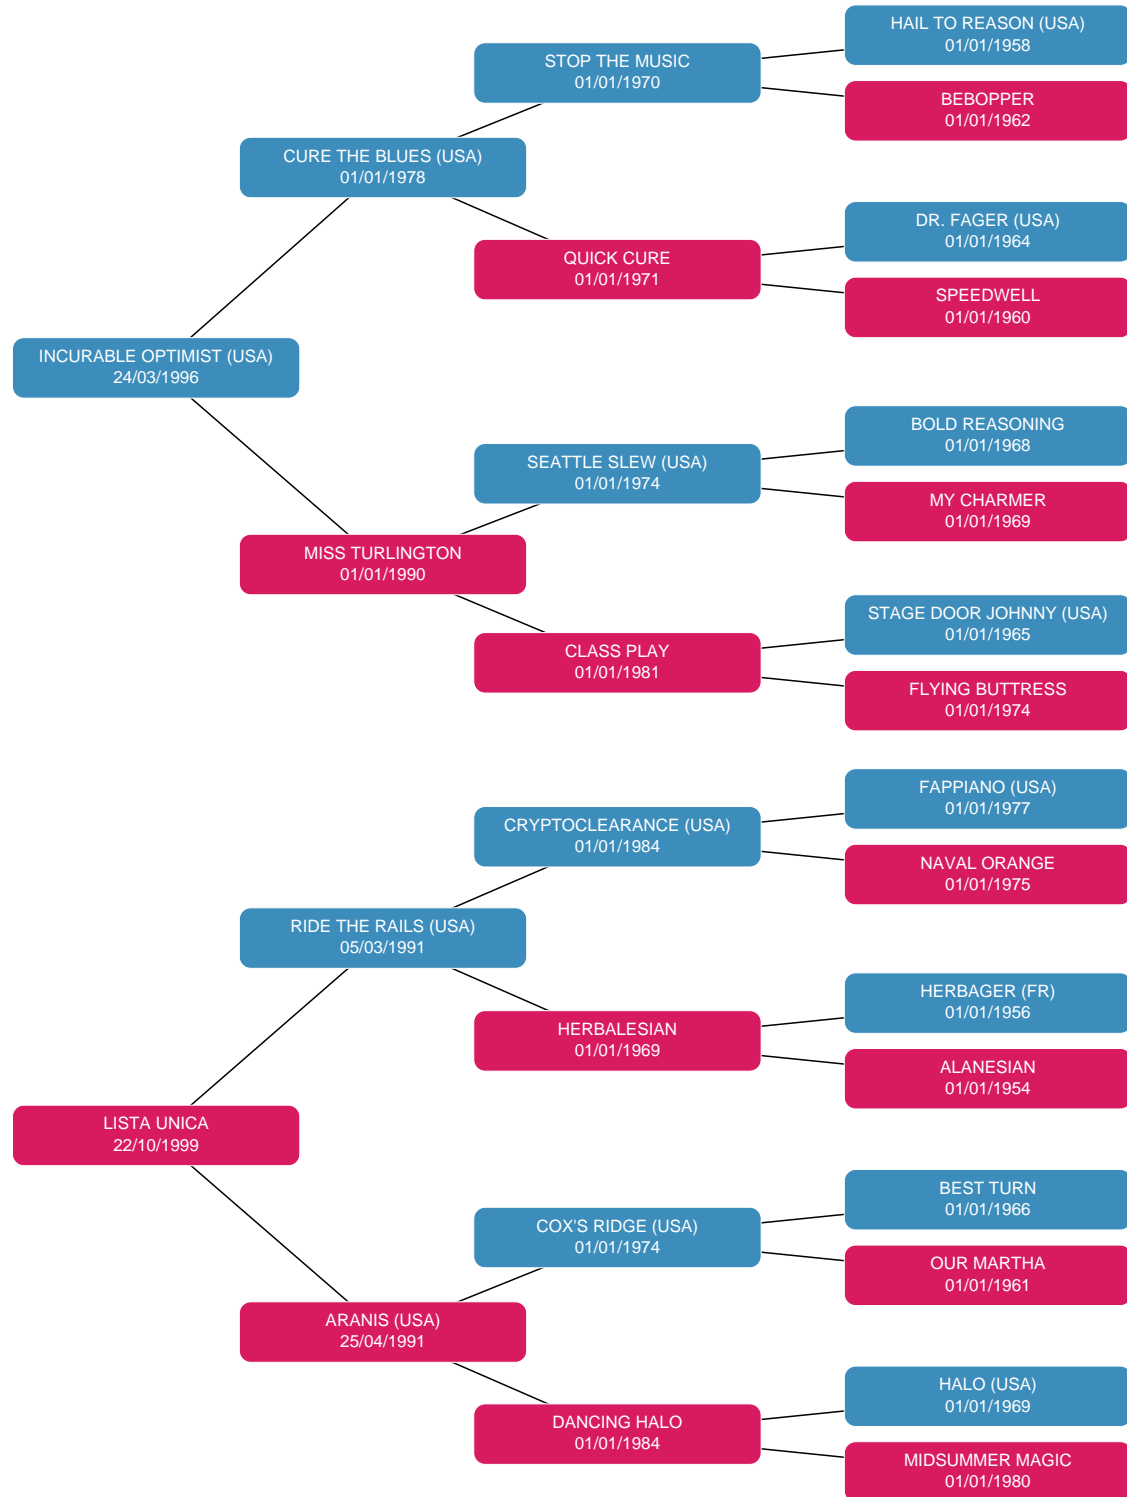 HAIL TO REASON (USA)
01/01/1958
STOP THE MUSIC
01/01/1970
BEBOPPER
01/01/1962
CURE THE BLUES (USA)
01/01/1978
DR. FAGER (USA)
01/01/1964
QUICK CURE
01/01/1971
SPEEDWELL
01/01/1960
INCURABLE OPTIMIST (USA)
24/03/1996
BOLD REASONING
01/01/1968
SEATTLE SLEW (USA)
01/01/1974
MY CHARMER
01/01/1969
MISS TURLINGTON
01/01/1990
STAGE DOOR JOHNNY (USA)
01/01/1965
CLASS PLAY
01/01/1981
FLYING BUTTRESS
01/01/1974
FAPPIANO (USA)
01/01/1977
CRYPTOCLEARANCE (USA)
01/01/1984
NAVAL ORANGE
01/01/1975
RIDE THE RAILS (USA)
05/03/1991
HERBAGER (FR)
01/01/1956
HERBALESIAN
01/01/1969
ALANESIAN
01/01/1954
LISTA UNICA
22/10/1999
BEST TURN
01/01/1966
COX'S RIDGE (USA)
01/01/1974
OUR MARTHA
01/01/1961
ARANIS (USA)
25/04/1991
HALO (USA)
01/01/1969
DANCING HALO
01/01/1984
MIDSUMMER MAGIC
01/01/1980